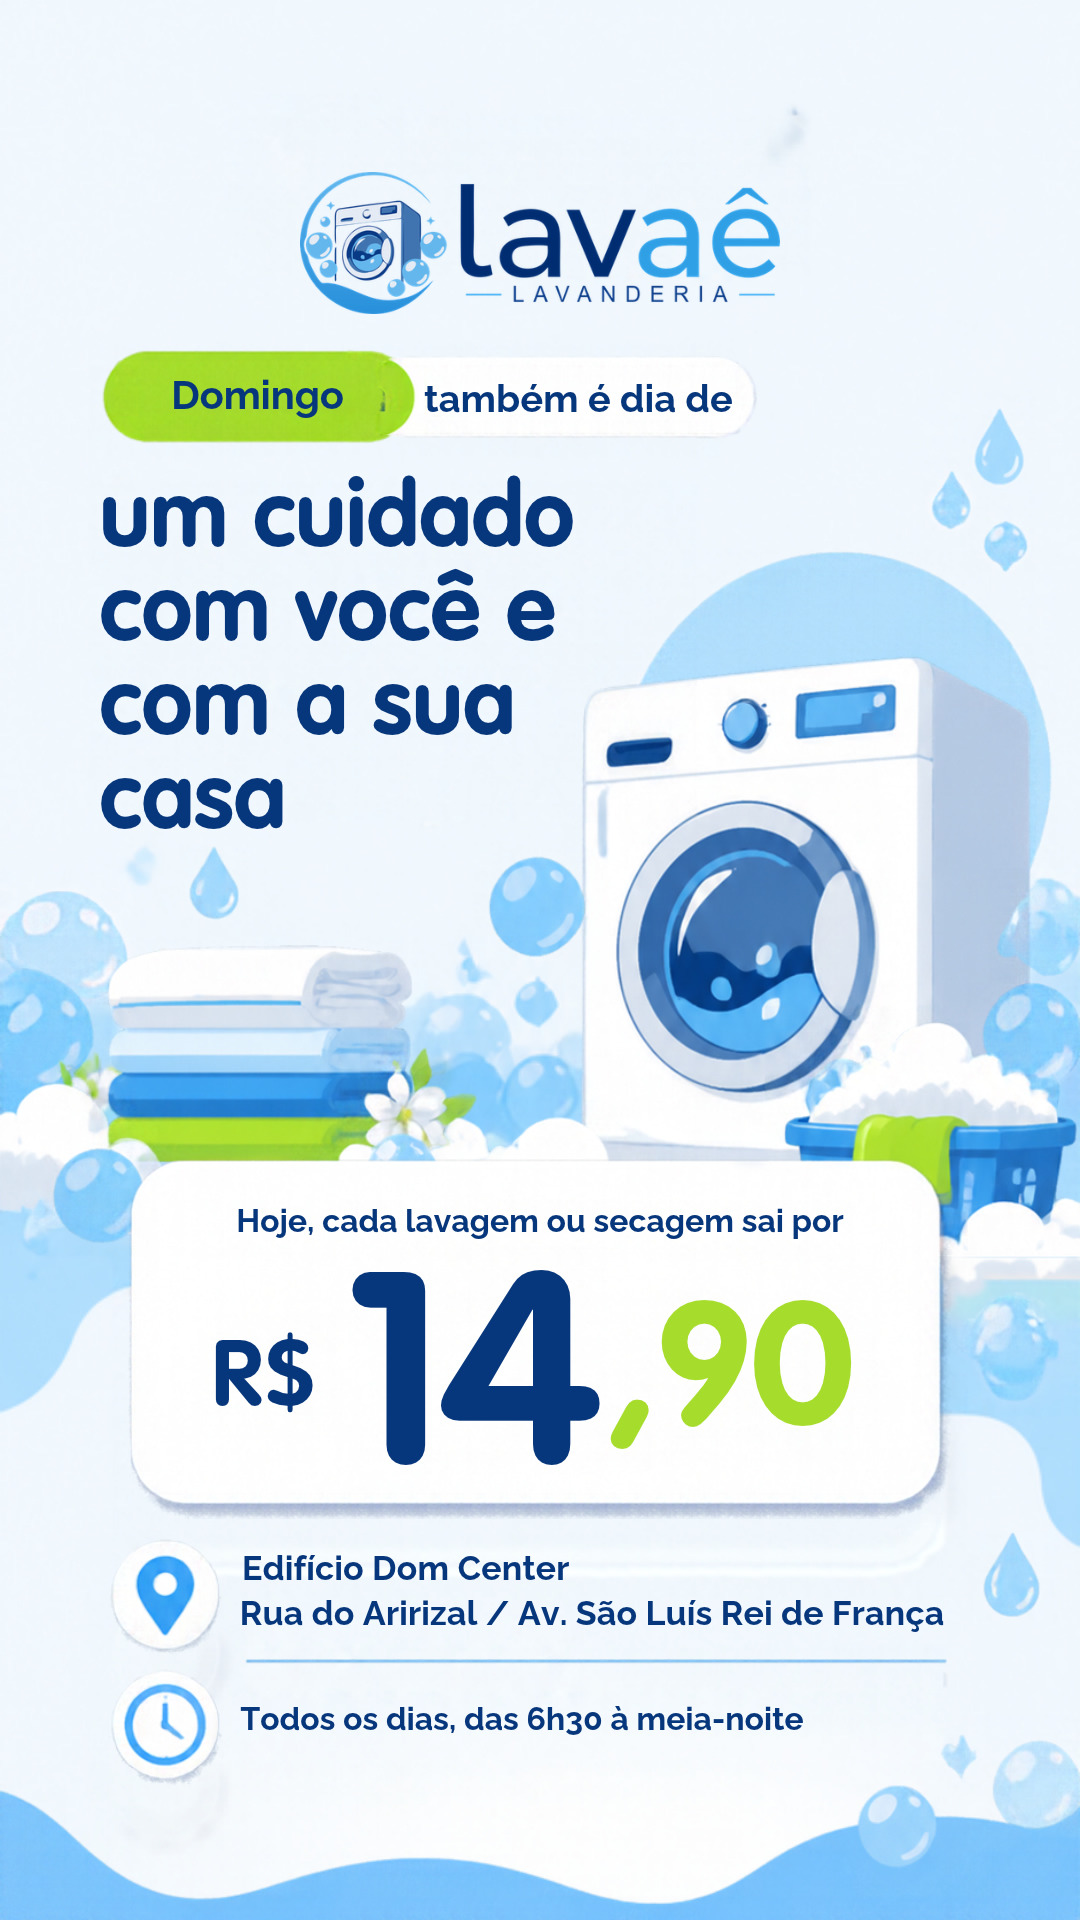 lavaê
LAVANDERIA
Domingo também é dia de
um cuidado
com você e
com a sua
casa
Hoje, cada lavagem ou secagem sai por
R$ 14,90
Edifício Dom Center
Rua do Aririzal / Av. São Luís Rei de França
Todos os dias, das 6h30 à meia-noite